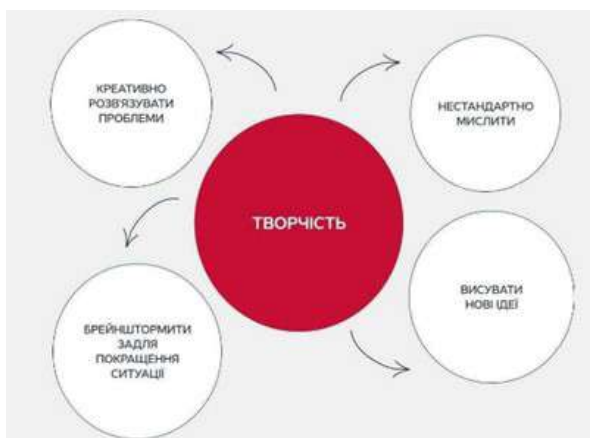 КРЕАТИВНО
РОЗВ'ЯЗУВАТИ
ПРОБЛЕМИ
НЕСТАНДАРТНО
МИСЛИТИ
ТВОРЧІСТЬ
БРЕЙНШТОРМИТИ
ЗАДЛЯ
ПОКРАЩЕННЯ
СИТУАЦІЇ
ВИСУВАТИ
НОВІ ІДЕЇ